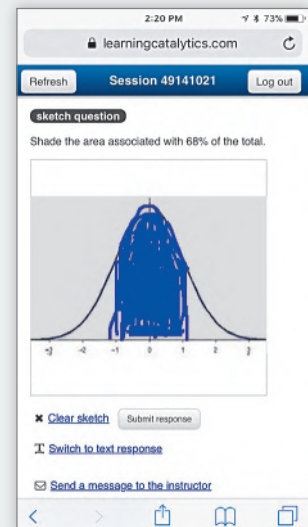 2:20 PM 73%
learningcatalytics.com
Refresh Session 49141021 Log out
sketch question
Shade the area associated with 68% of the total.
-3 -2 -1 0 1 2 3
Clear sketch Submit response
Switch to text response
Send a message to the instructor